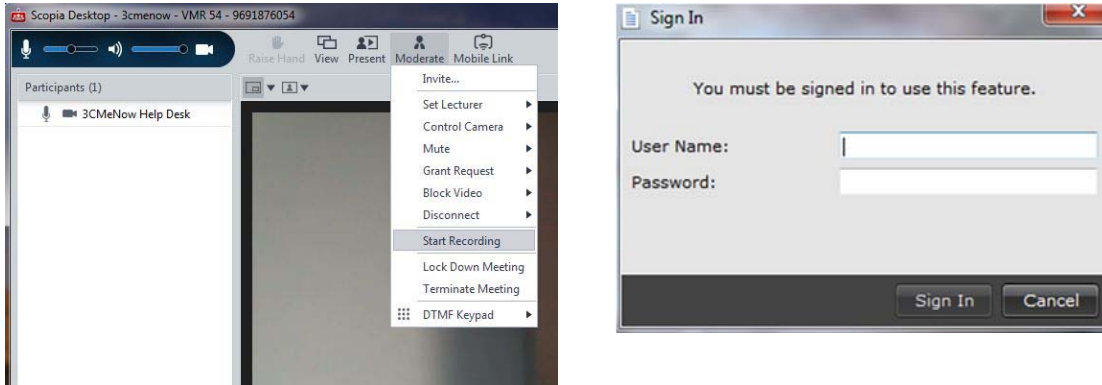 Scopia Desktop - 3cmenow - VMR 54 - 9691876054
Raise Hand View Present Moderate Mobile Link
Participants (1)
3CMeNow Help Desk
Invite...
Set Lecturer
Control Camera
Mute
Grant Request
Block Video
Disconnect
Start Recording
Lock Down Meeting
Terminate Meeting
DTMF Keypad
Sign In
You must be signed in to use this feature.
User Name:
Password:
Sign In Cancel